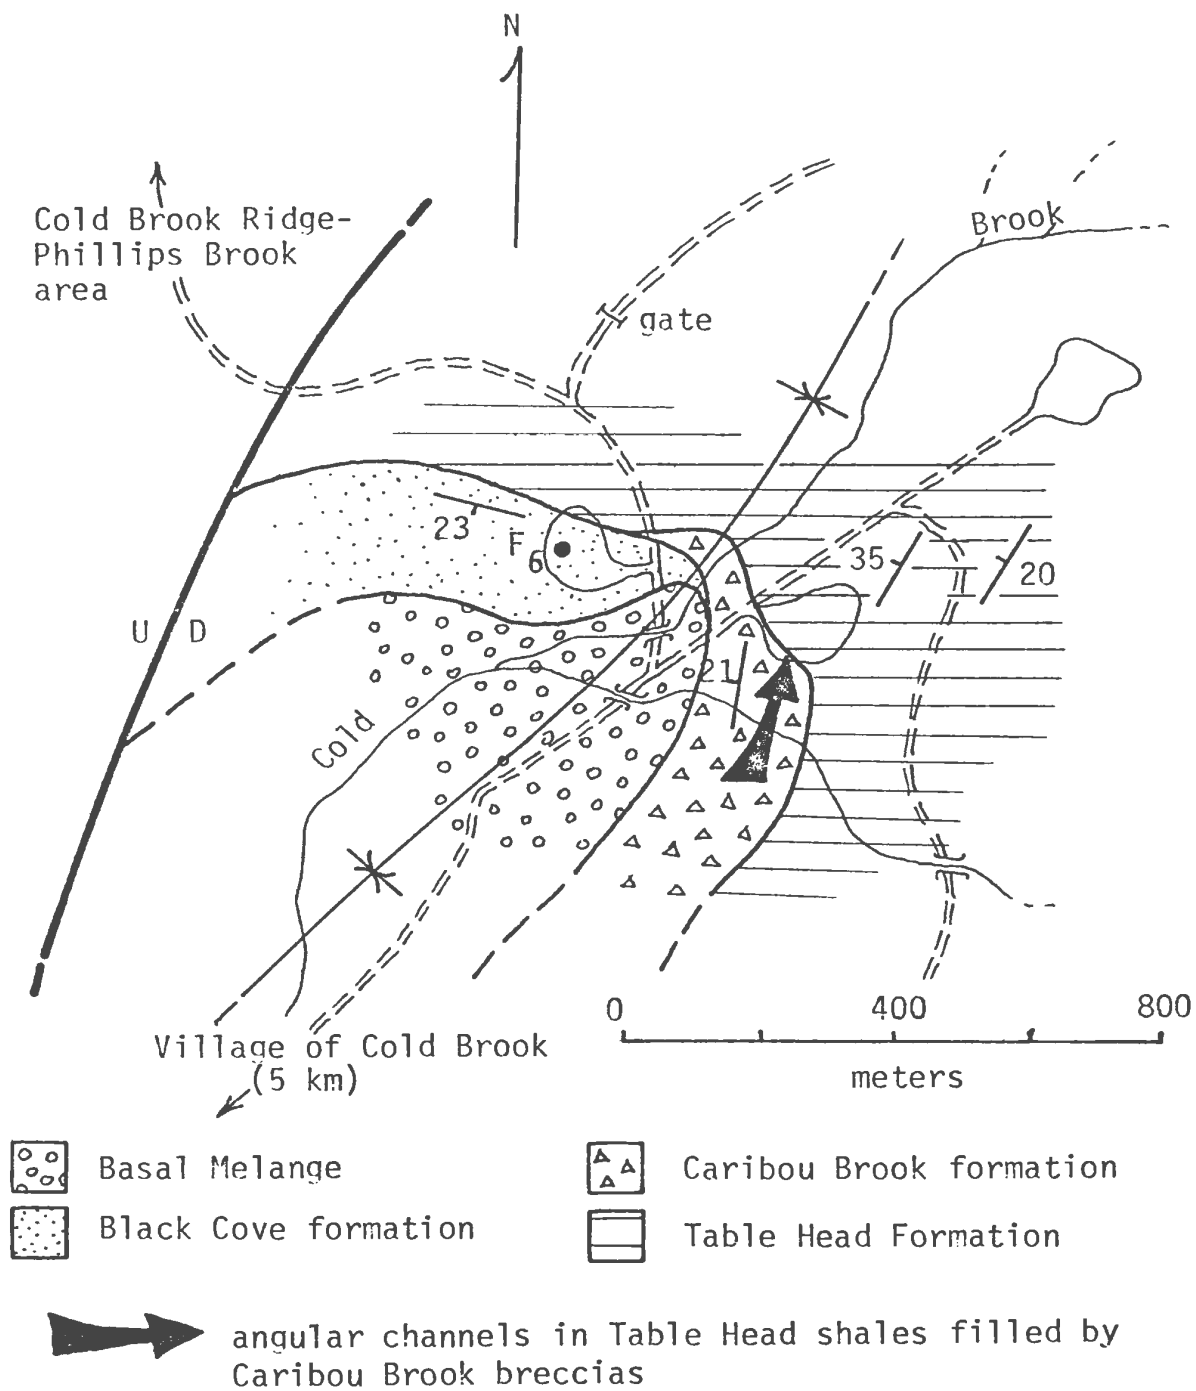 N
Cold Brook Ridge-
Phillips Brook
area
Brook
gate
23
F
6
35
20
U D
21
Cold
0 400 800
meters
Village of Cold Brook
(5 km)
Basal Melange
Caribou Brook formation
Black Cove formation
Table Head Formation
angular channels in Table Head shales filled by
Caribou Brook breccias